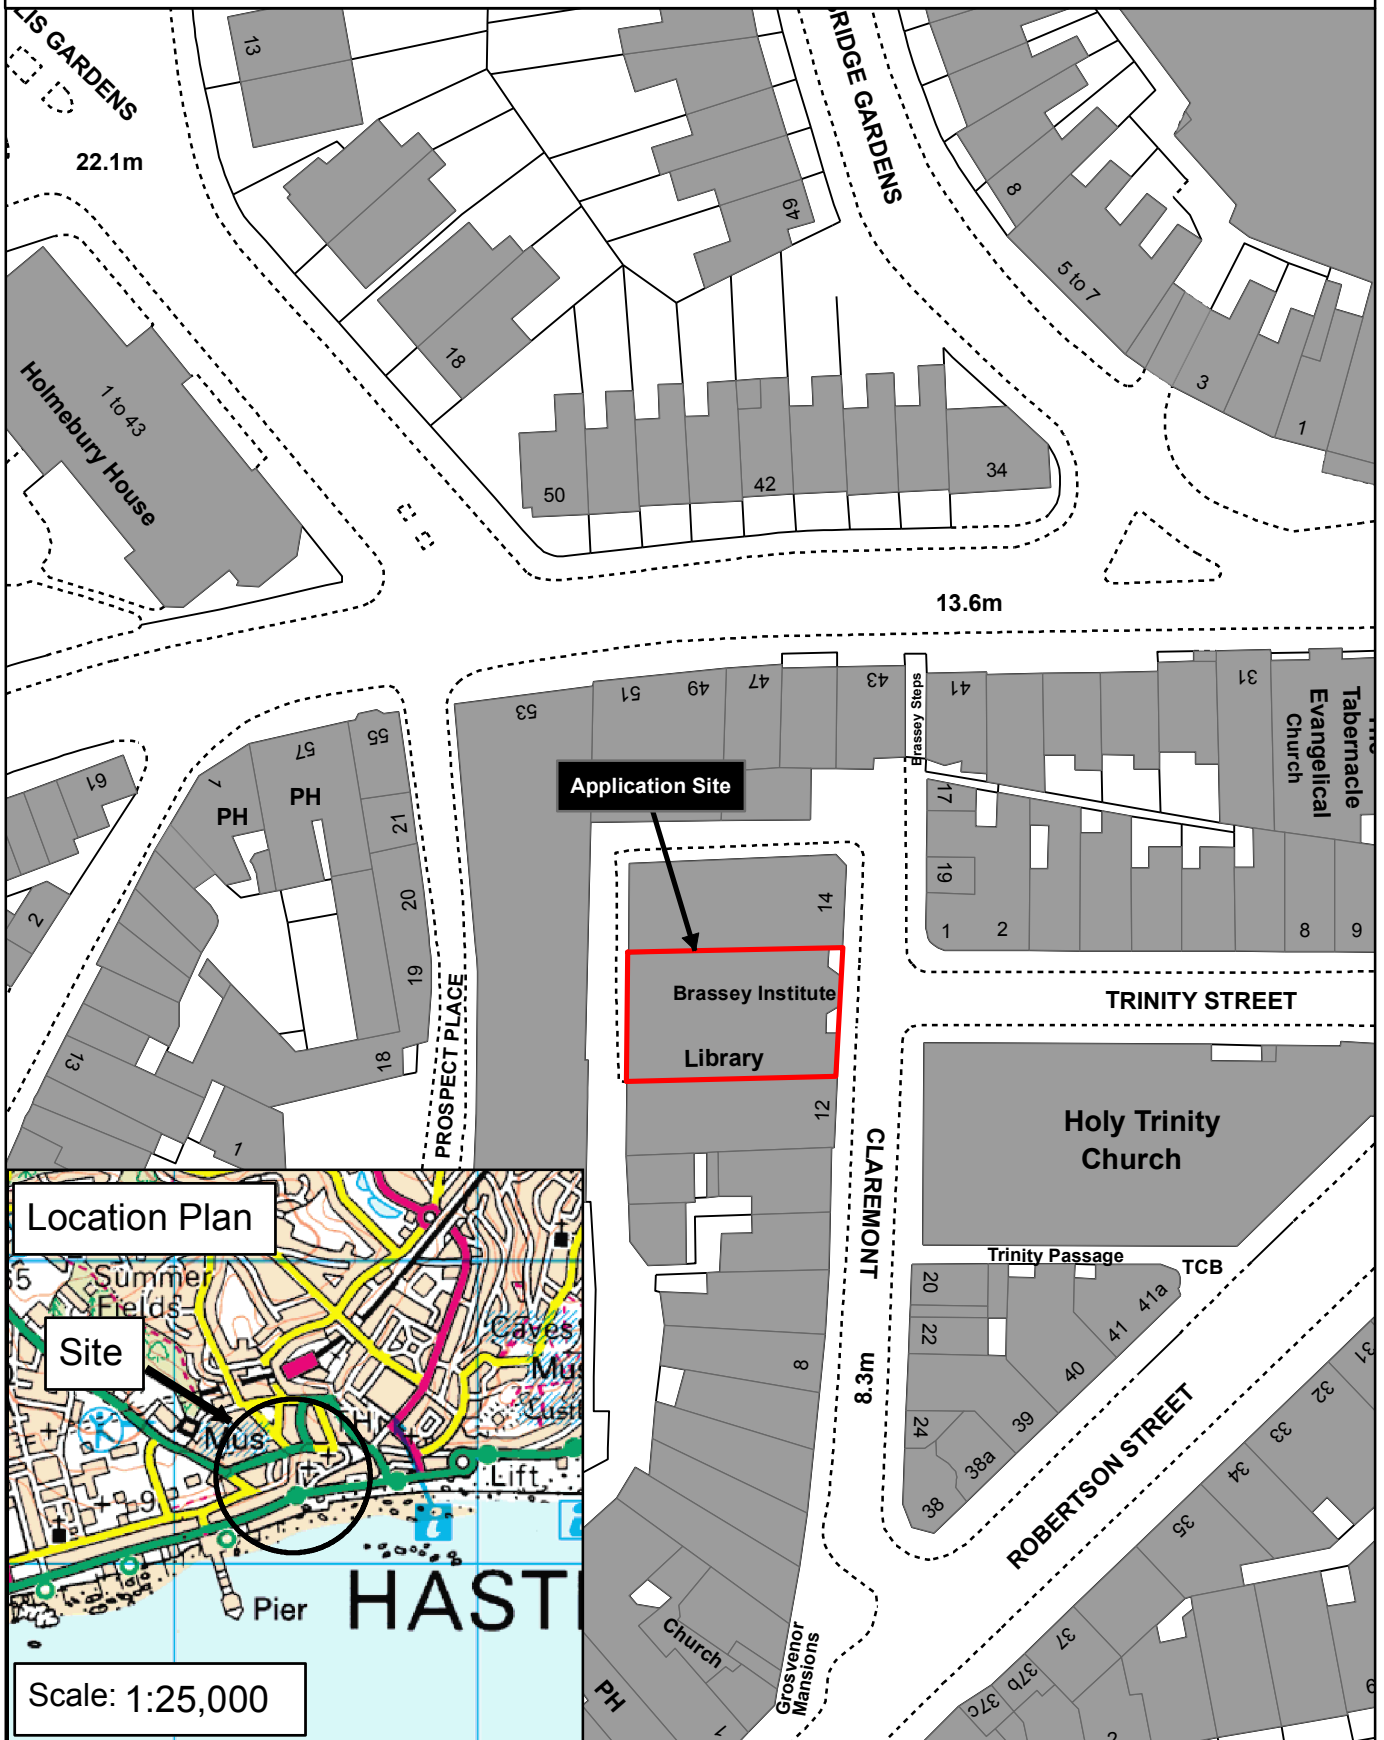 LIS GARDENS
13
RIDGE GARDENS
22.1m
49
8
5 to 7
3
1
18
Holmebury House
1 to 43
50
42
34
13.6m
53
51
49
47
43
Brassey Steps
41
31
Tabernacle
Evangelical
Church
61
57
55
1
PH
PH
21
20
19
18
2
13
1
PROSPECT PLACE
Application Site
14
17
19
1
2
8
9
Brassey Institute
Library
12
TRINITY STREET
Holy Trinity
Church
CLAREMONT
8.3m
Trinity Passage
TCB
20
22
24
38
38a
39
40
41
41a
8
ROBERTSON STREET
31
32
33
34
35
37
37b
37c
Church
PH
1
Grosvenor
Mansions
Location Plan
Summer
Fields
Site
Mus
Caves
Lift
Pier
HASTI
Scale: 1:25,000